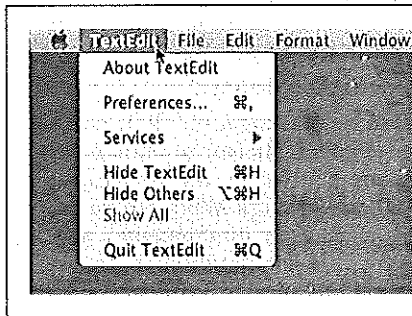 TextEdit File Edit Format Window
About TextEdit
Preferences... ⌘,
Services
Hide TextEdit ⌘H
Hide Others ⌥⌘H
Show All
Quit TextEdit ⌘Q